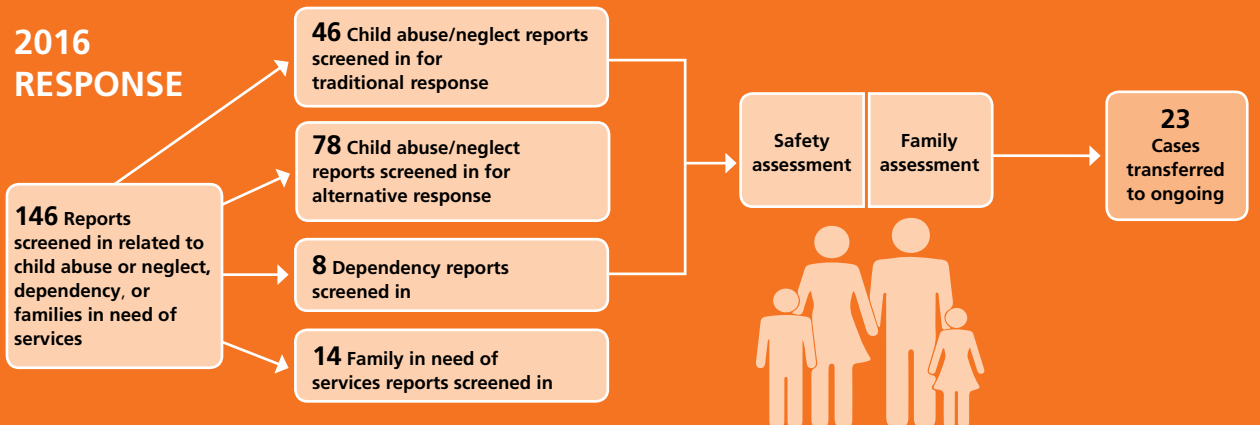 2016
RESPONSE
146 Reports
screened in related to
child abuse or neglect,
dependency, or
families in need of
services
46 Child abuse/neglect reports
screened in for
traditional response
78 Child abuse/neglect
reports screened in for
alternative response
8 Dependency reports
screened in
14 Family in need of
services reports screened in
Safety
assessment
Family
assessment
23
Cases
transferred
to ongoing